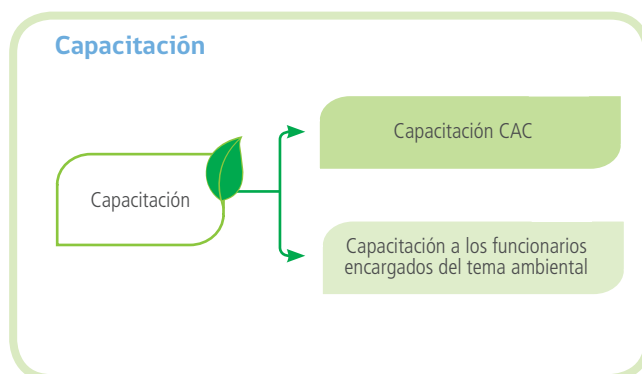 Capacitación
Capacitación
Capacitación CAC
Capacitación a los funcionarios
encargados del tema ambiental